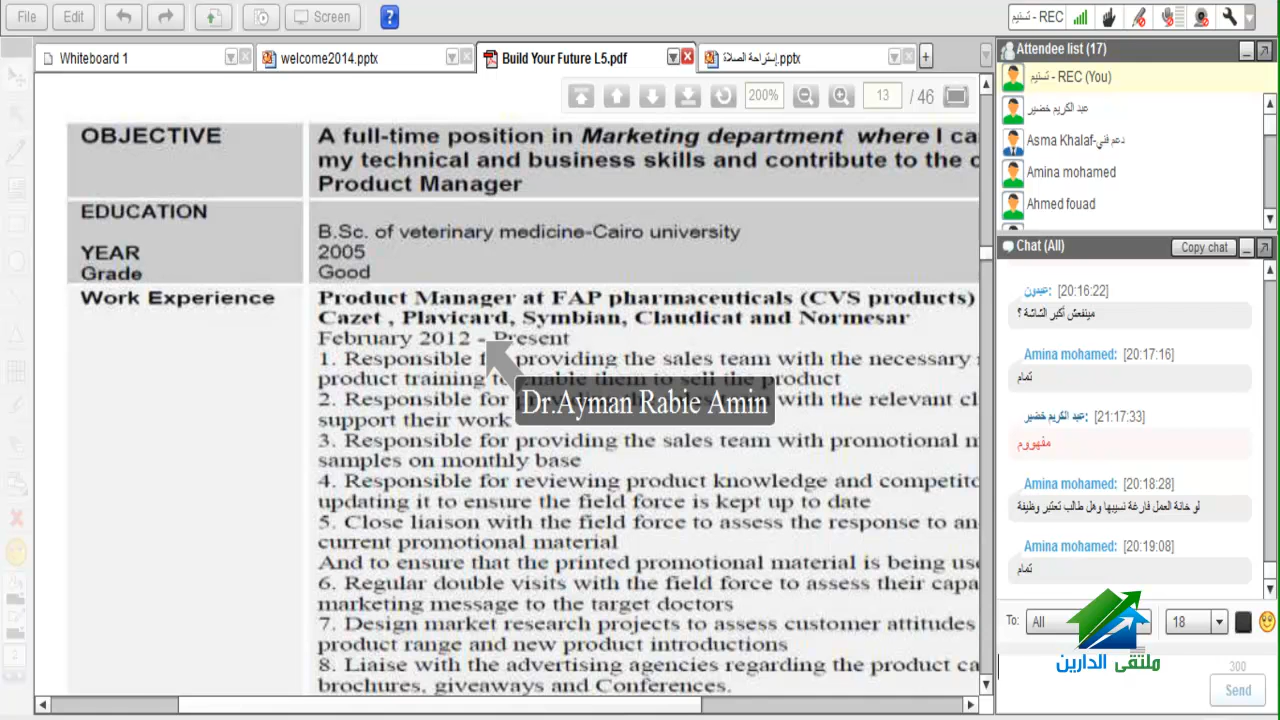 File
Edit
Screen
?
تسنيم - REC
Whiteboard 1
welcome2014.pptx
Build Your Future L5.pdf
إستراحة الصلاة.pptx
+
200%
13
/ 46
OBJECTIVE
A full-time position in Marketing department where I ca
my technical and business skills and contribute to the
Product Manager
EDUCATION
B.Sc. of veterinary medicine-Cairo university
YEAR
2005
Grade
Good
Work Experience
Product Manager at FAP pharmaceuticals (CVS products)
Cazet , Plavicard, Symbian, Claudicat and Normesar
February 2012 - Present
1. Responsible providing the sales team with the necessary
product training to enable them to sell the product
2. Responsible for with the relevant cl
support their work
3. Responsible for providing the sales team with promotional m
samples on monthly base
4. Responsible for reviewing product knowledge and competito
updating it to ensure the field force is kept up to date
5. Close liaison with the field force to assess the response to an
current promotional material
And to ensure that the printed promotional material is being use
6. Regular double visits with the field force to assess their capa
marketing message to the target doctors
7. Design market research projects to assess customer attitudes
product range and new product introductions
8. Liaise with the advertising agencies regarding the product ca
brochures, giveaways and Conferences.
Dr.Ayman Rabie Amin
Attendee list (17)
تسنيم - REC (You)
عبد الكريم خضير
Asma Khalaf-دعم فني
Amina mohamed
Ahmed fouad
Chat (All)
Copy chat
عبدون: [20:16:22]
مينفعش أكبر الشاشة ؟
Amina mohamed: [20:17:16]
تمام
عبد الكريم خضير: [21:17:33]
مفهووم
Amina mohamed: [20:18:28]
لو خانة العمل فارغة نسيبها وهل طالب تعتبر وظيفة
Amina mohamed: [20:19:08]
تمام
To:
All
18
ملتقى الدارين
300
Send
2